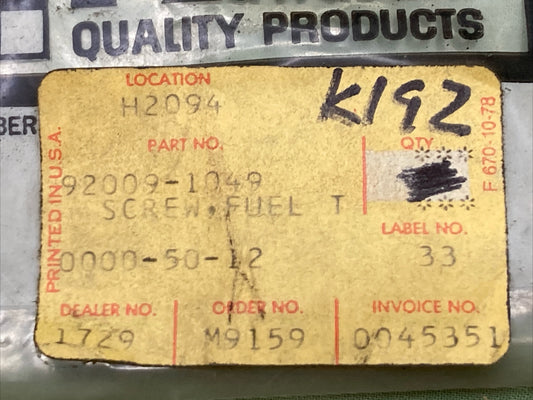 QUALITY PRODUCTS
BER
LOCATION
H2094
K192
PART NO.
QTY
92009-1049
SCREW,FUEL T
LABEL NO.
0000-50-12
33
DEALER NO. ORDER NO. INVOICE NO.
1729 M9159 0045351
PRINTED IN U.S.A.
F 670-10-78